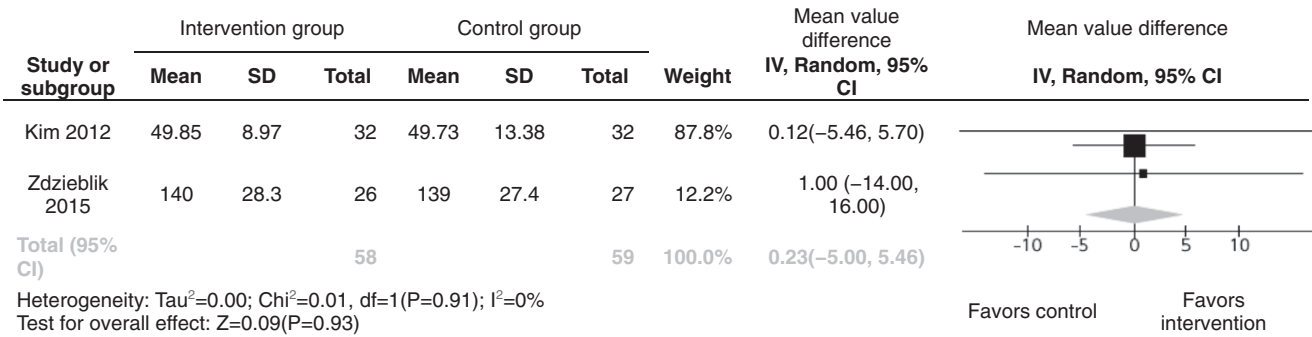 Intervention group Control group Mean value difference Mean value difference
Study or subgroup Mean SD Total Mean SD Total Weight IV, Random, 95% CI IV, Random, 95% CI
Kim 2012 49.85 8.97 32 49.73 13.38 32 87.8% 0.12(−5.46, 5.70)
Zdzieblik 2015 140 28.3 26 139 27.4 27 12.2% 1.00 (−14.00, 16.00)
Total (95% CI) 58 59 100.0% 0.23(−5.00, 5.46)
−10 −5 0 5 10
Heterogeneity: Tau²=0.00; Chi²=0.01, df=1(P=0.91); I²=0%
Test for overall effect: Z=0.09(P=0.93)
Favors control Favors intervention